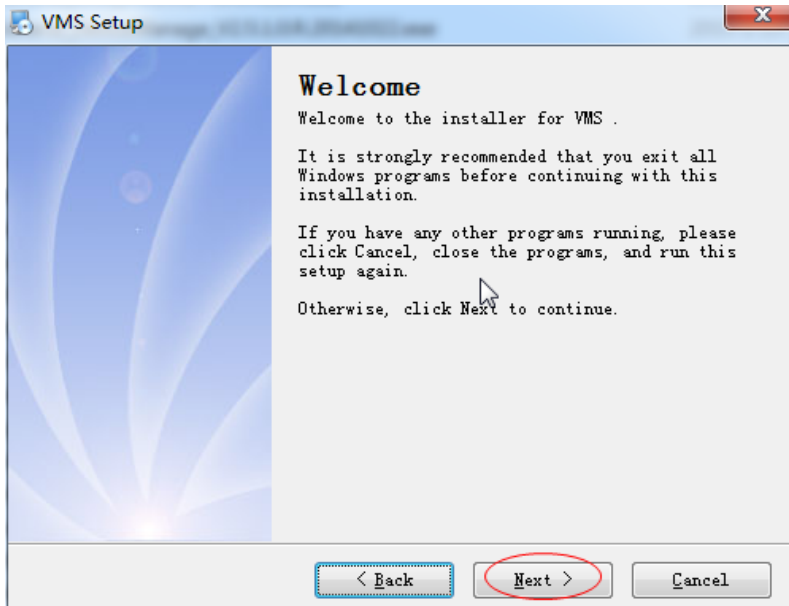 VMS Setup
Welcome
Welcome to the installer for VMS .
It is strongly recommended that you exit all
Windows programs before continuing with this
installation.
If you have any other programs running, please
click Cancel, close the programs, and run this
setup again.
Otherwise, click Next to continue.
< Back
Next >
Cancel